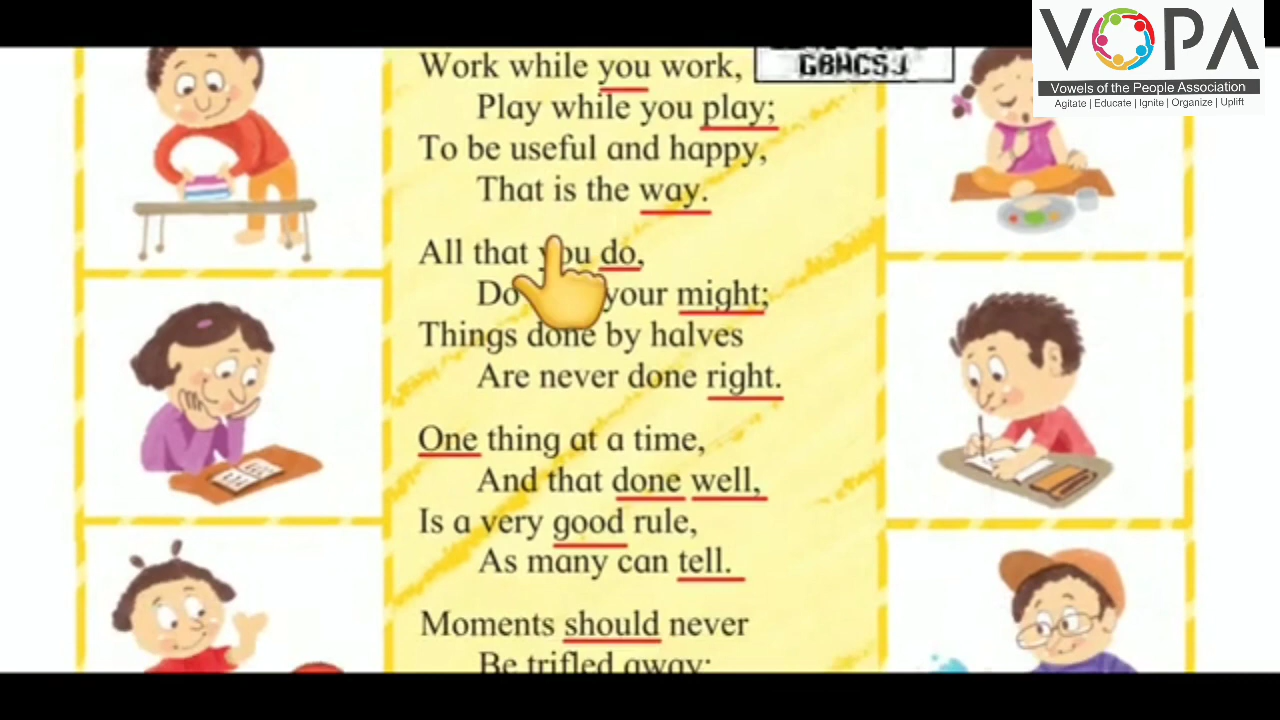 VOPA
Vowels of the People Association
Agitate | Educate | Ignite | Organize | Uplift
G8WCSJ
Work while you work,
Play while you play;
To be useful and happy,
That is the way.
All that you do,
Do your might;
Things done by halves
Are never done right.
One thing at a time,
And that done well,
Is a very good rule,
As many can tell.
Moments should never
Be trifled away;